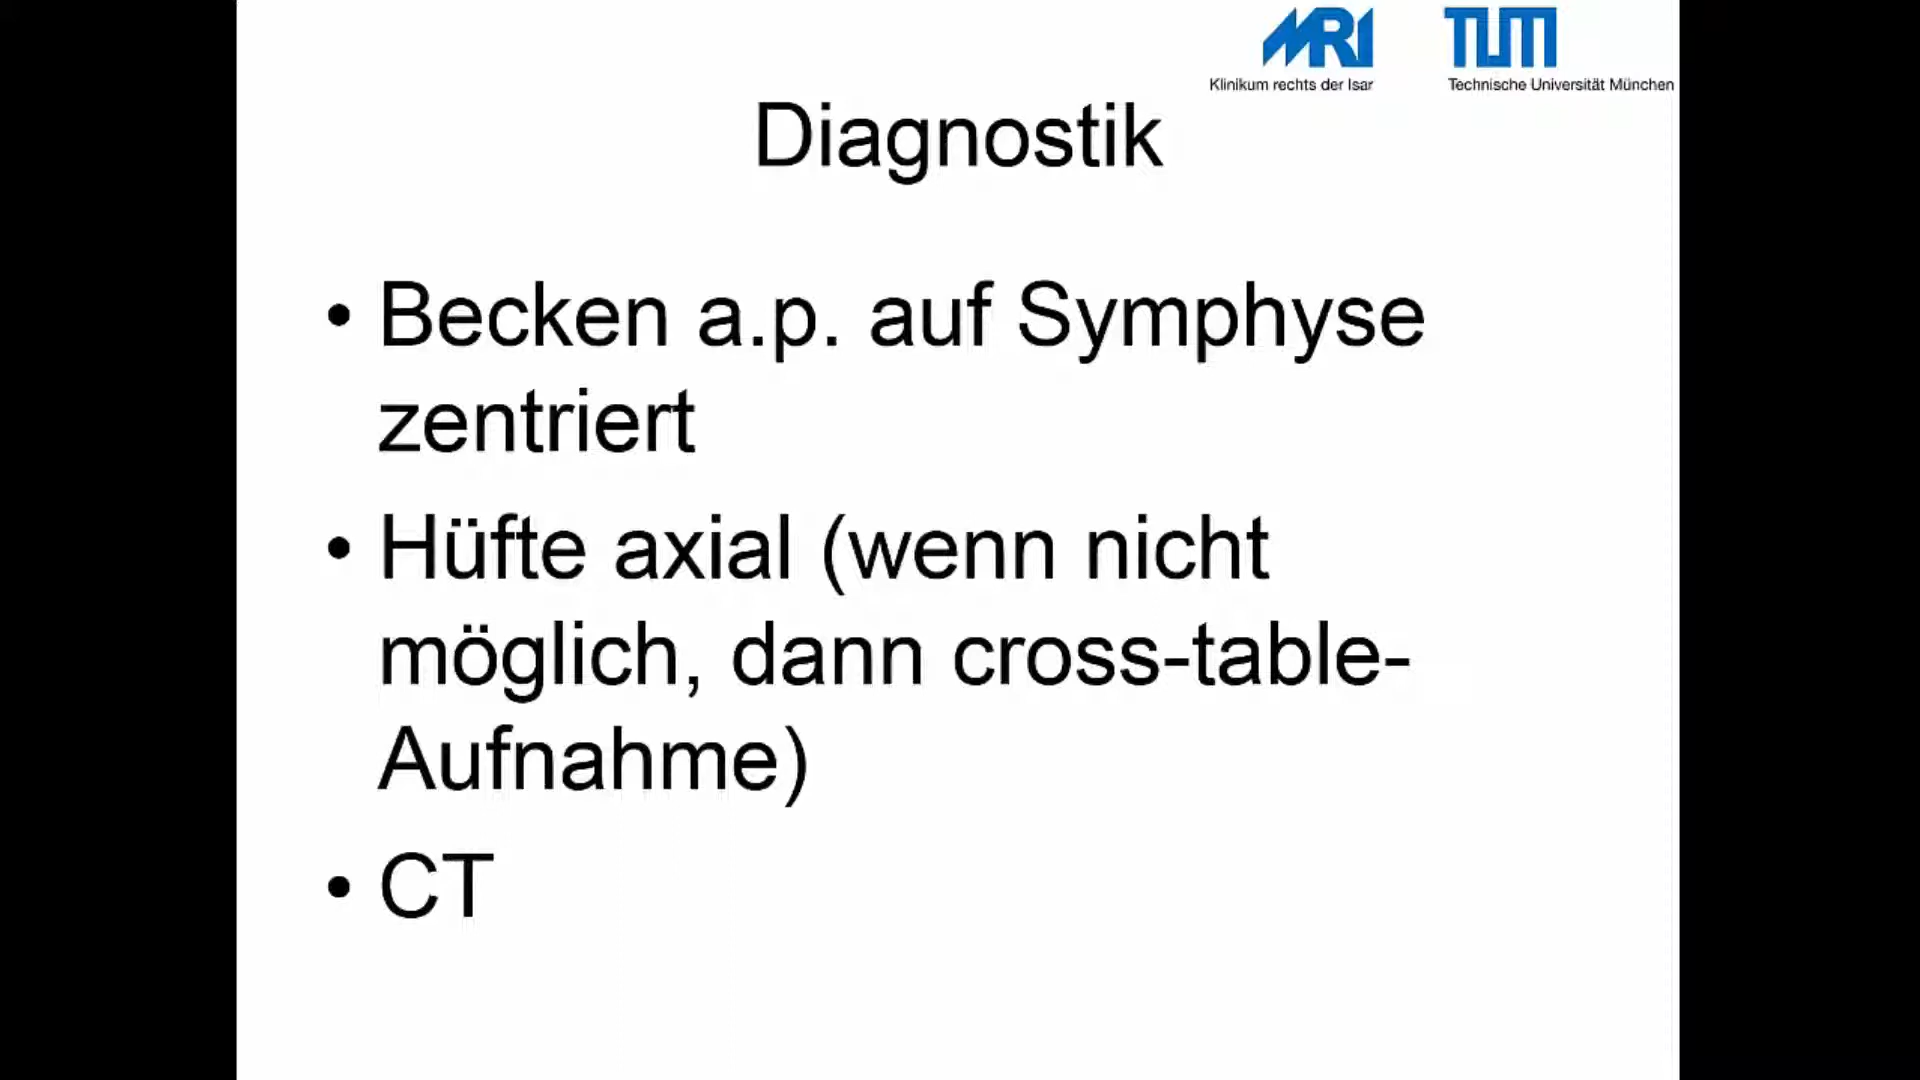 MRI TUM
Klinikum rechts der Isar Technische Universität München
Diagnostik
• Becken a.p. auf Symphyse
zentriert
• Hüfte axial (wenn nicht
möglich, dann cross-table-
Aufnahme)
• CT